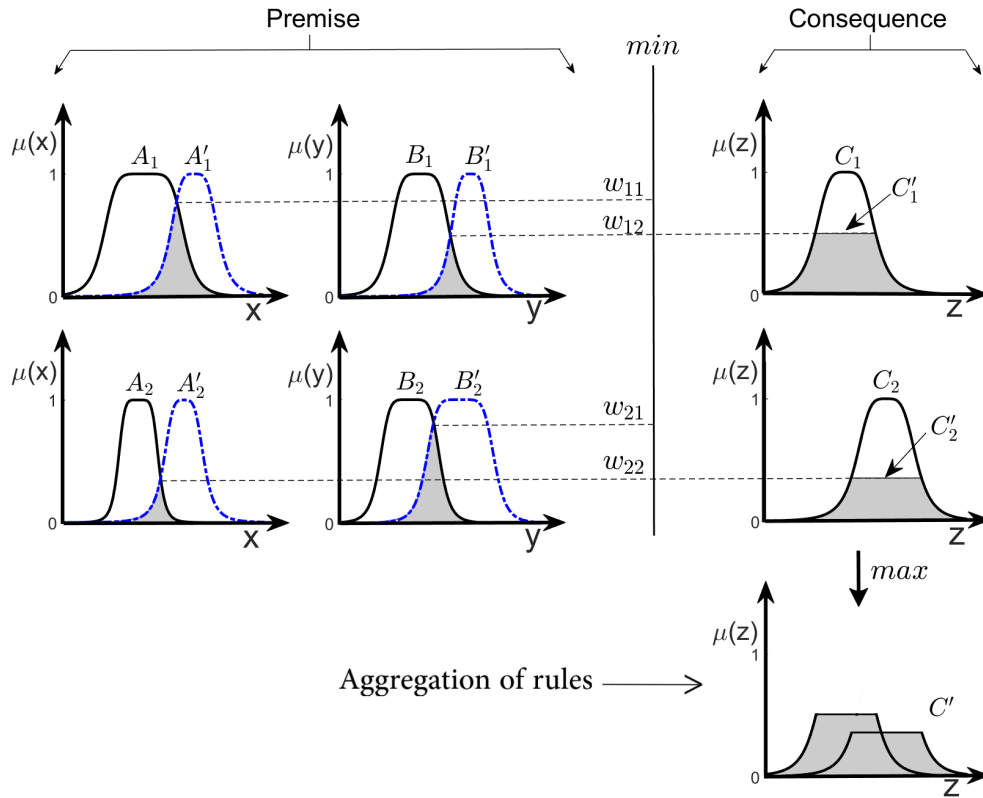 Premise
Consequence
min
μ(x)
A₁
A′₁
1
0
x
μ(y)
B₁
B′₁
1
0
y
w₁₁
w₁₂
μ(z)
C₁
C′₁
1
0
z
μ(x)
A₂
A′₂
1
0
x
μ(y)
B₂
B′₂
1
0
y
w₂₁
w₂₂
μ(z)
C₂
C′₂
1
0
z
max
Aggregation of rules
μ(z)
1
C′
0
z